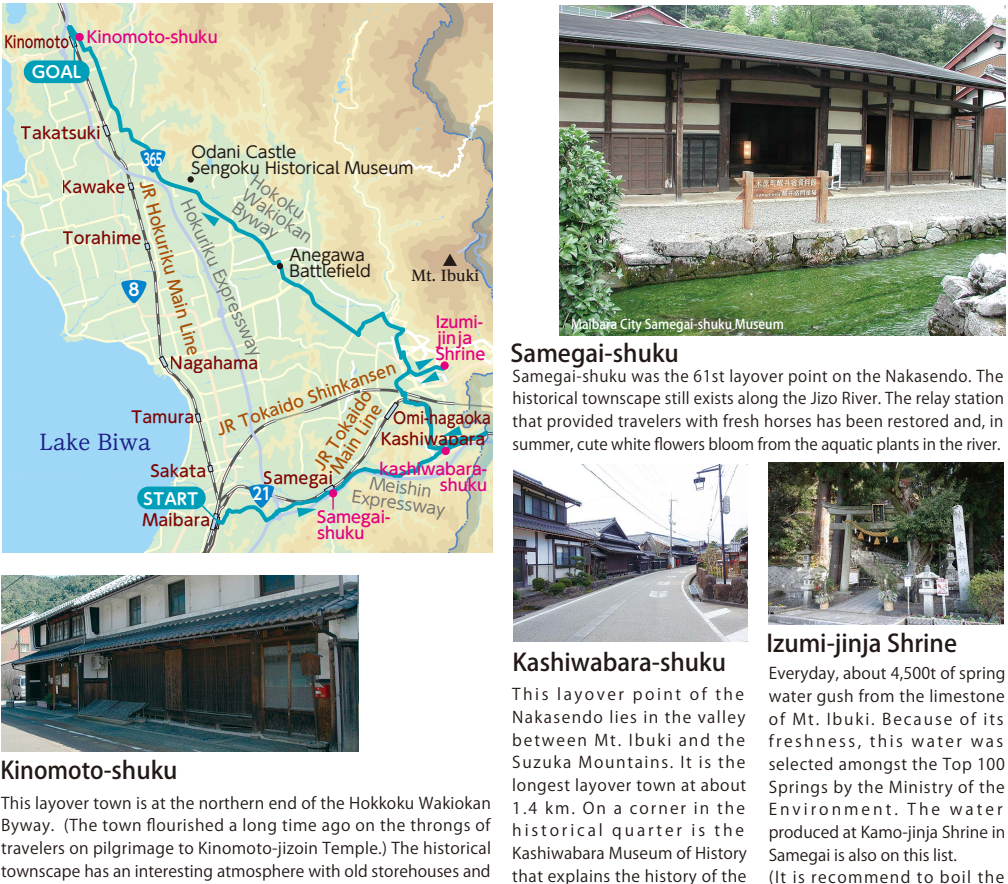 Kinomoto
Kinomoto-shuku
GOAL
Takatsuki
365
Odani Castle
Sengoku Historical Museum
Kawake
Hokoku
Wakiokan
Byway
JR Hokuriku Main Line
Hokuriku Expressway
Torahime
Anegawa
Battlefield
Mt. Ibuki
8
Izumi-
jinja
Shrine
Nagahama
JR Tokaido Shinkansen
JR Tokaido
Main Line
Tamura
Omi-nagaoka
Kashiwabara
Lake Biwa
Sakata
Samegai
kashiwabara-
shuku
START
21
Meishin
Expressway
Maibara
Samegai-
shuku
Maibara City Samegai-shuku Museum
Samegai-shuku
Samegai-shuku was the 61st layover point on the Nakasendo. The
historical townscape still exists along the Jizo River. The relay station
that provided travelers with fresh horses has been restored and, in
summer, cute white flowers bloom from the aquatic plants in the river.
Kinomoto-shuku
This layover town is at the northern end of the Hokkoku Wakiokan
Byway. (The town flourished a long time ago on the throngs of
travelers on pilgrimage to Kinomoto-jizoin Temple.) The historical
townscape has an interesting atmosphere with old storehouses and
Kashiwabara-shuku
This layover point of the
Nakasendo lies in the valley
between Mt. Ibuki and the
Suzuka Mountains. It is the
longest layover town at about
1.4 km. On a corner in the
historical quarter is the
Kashiwabara Museum of History
that explains the history of the
Izumi-jinja Shrine
Everyday, about 4,500t of spring
water gush from the limestone
of Mt. Ibuki. Because of its
freshness, this water was
selected amongst the Top 100
Springs by the Ministry of the
Environment. The water
produced at Kamo-jinja Shrine in
Samegai is also on this list.
(It is recommend to boil the